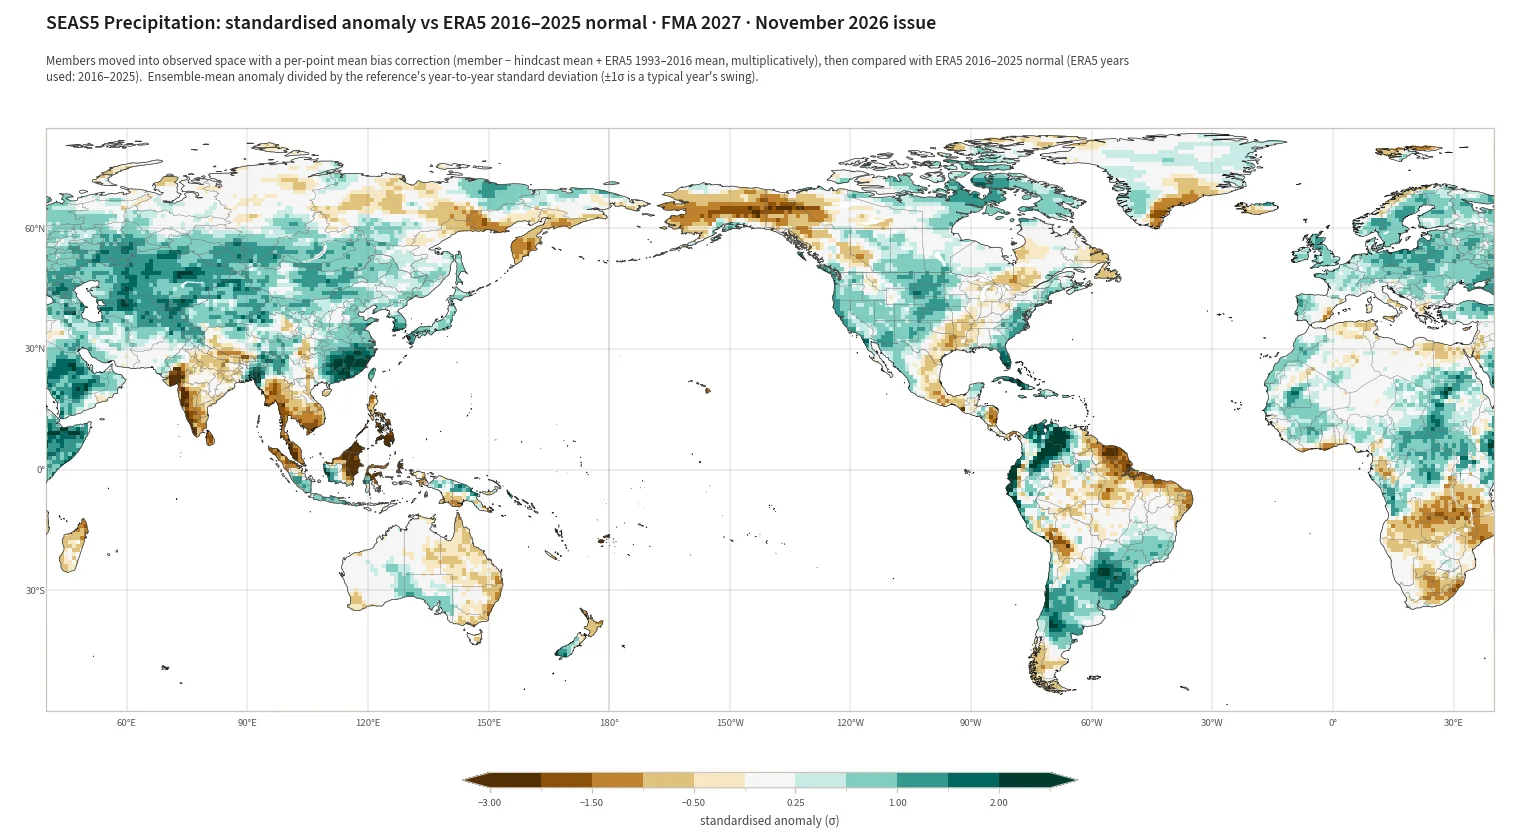 SEAS5 Precipitation: standardised anomaly vs ERA5 2016–2025 normal · FMA 2027 · November 2026 issue
Members moved into observed space with a per-point mean bias correction (member − hindcast mean + ERA5 1993–2016 mean, multiplicatively), then compared with ERA5 2016–2025 normal (ERA5 years
used: 2016–2025). Ensemble-mean anomaly divided by the reference's year-to-year standard deviation (±1σ is a typical year's swing).
60°N
30°N
0°
30°S
60°E 90°E 120°E 150°E 180° 150°W 120°W 90°W 60°W 30°W 0° 30°E
−3.00 −1.50 −0.50 0.25 1.00 2.00
standardised anomaly (σ)